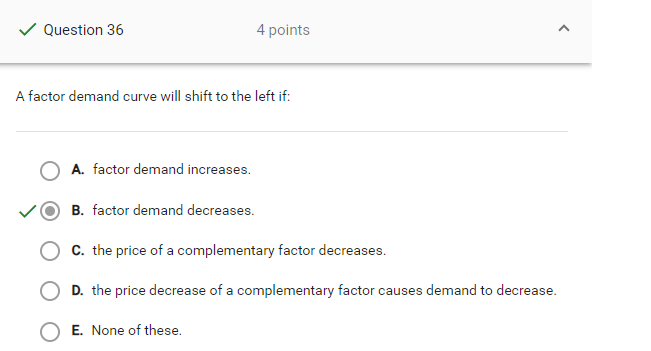 Question 36 4 points
A factor demand curve will shift to the left if:
A. factor demand increases.
B. factor demand decreases.
C. the price of a complementary factor decreases.
D. the price decrease of a complementary factor causes demand to decrease.
E. None of these.